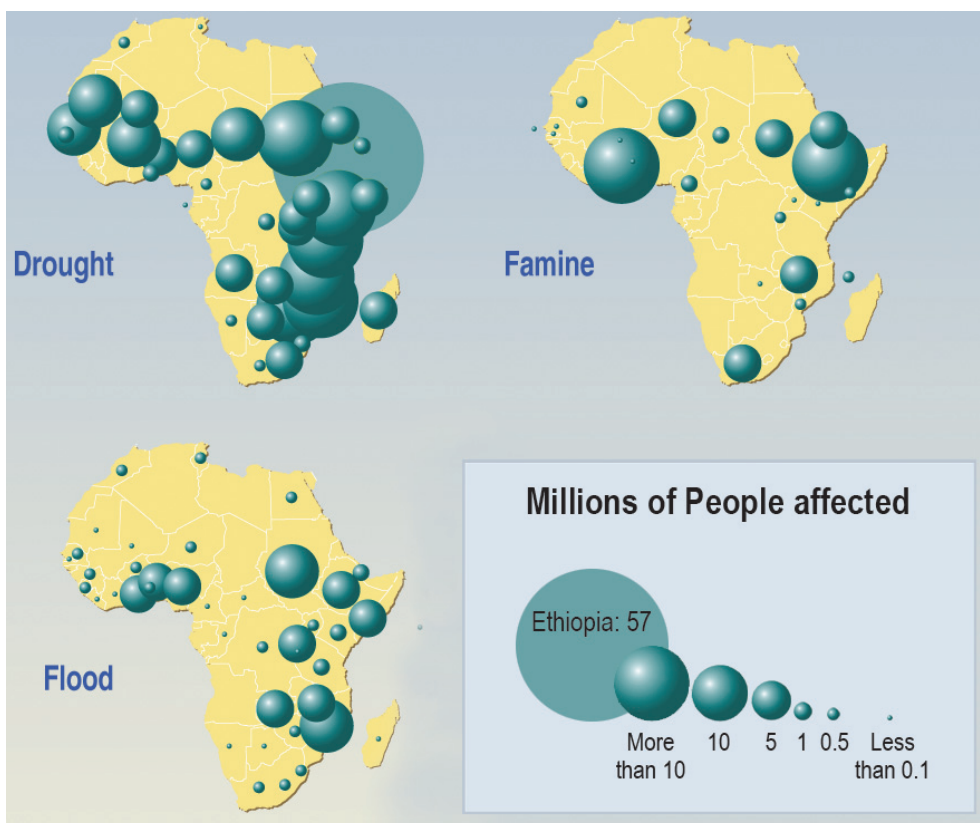 Drought
Famine
Flood
Millions of People affected
Ethiopia: 57
More than 10
10
5
1
0.5
Less than 0.1